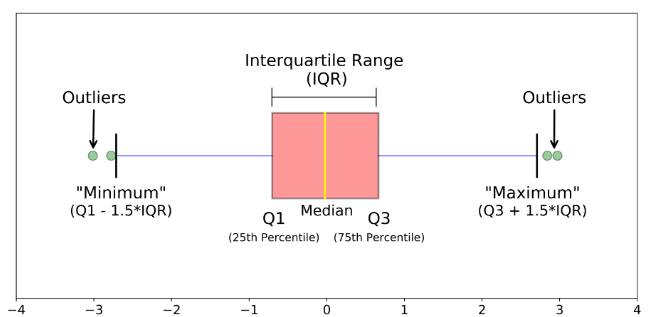 Interquartile Range
(IQR)
Outliers
Outliers
"Minimum"
(Q1 - 1.5*IQR)
"Maximum"
(Q3 + 1.5*IQR)
Q1
Median
Q3
(25th Percentile)
(75th Percentile)
−4
−3
−2
−1
0
1
2
3
4